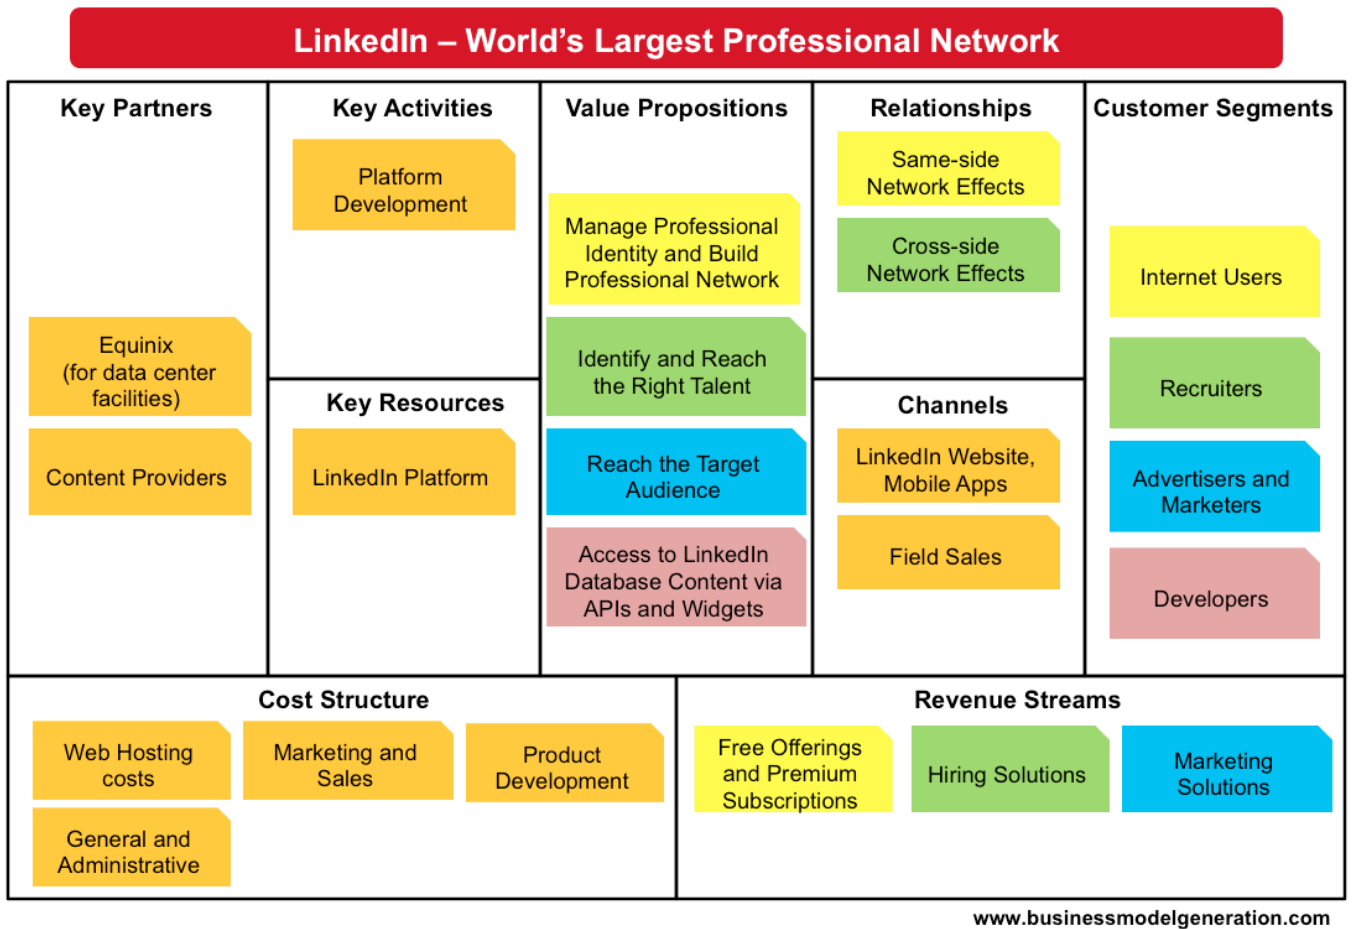 LinkedIn – World's Largest Professional Network
Key Partners
Equinix
(for data center
facilities)
Content Providers
Key Activities
Platform
Development
Key Resources
LinkedIn Platform
Value Propositions
Manage Professional
Identity and Build
Professional Network
Identify and Reach
the Right Talent
Reach the Target
Audience
Access to LinkedIn
Database Content via
APIs and Widgets
Relationships
Same-side
Network Effects
Cross-side
Network Effects
Channels
LinkedIn Website,
Mobile Apps
Field Sales
Customer Segments
Internet Users
Recruiters
Advertisers and
Marketers
Developers
Cost Structure
Web Hosting
costs
Marketing and
Sales
Product
Development
General and
Administrative
Revenue Streams
Free Offerings
and Premium
Subscriptions
Hiring Solutions
Marketing
Solutions
www.businessmodelgeneration.com